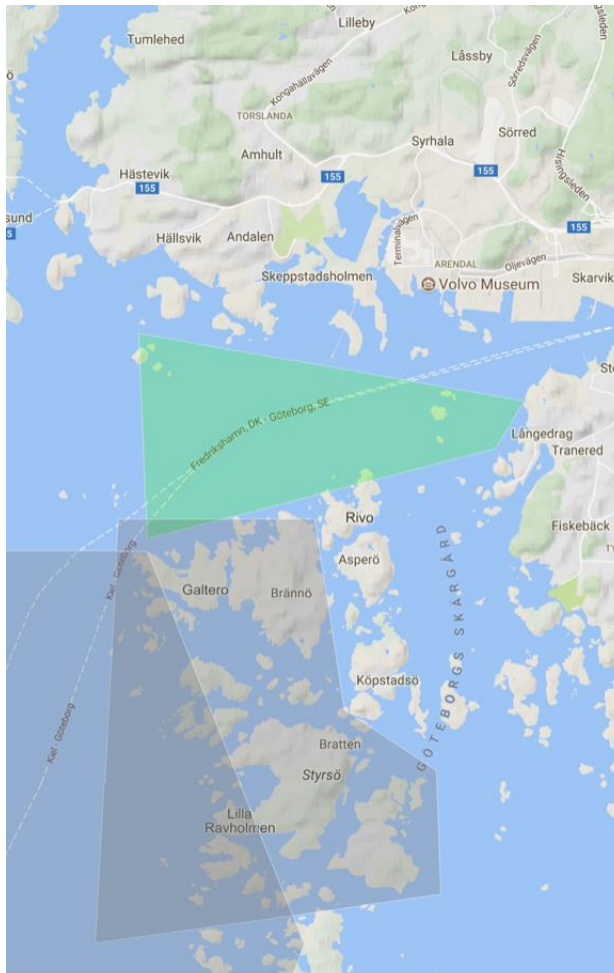 Lilleby
Tumlehed
Låssby
Kongahällavägen
Sörredsvägen
TORSLANDA
Sörred
Syrhala
Amhult
Hisingsleden
Hästevik
155
155
155
155
sund
Hällsvik
Andalen
Terminalvägen
ARENDAL
Oljevägen
Skeppstadsholmen
Volvo Museum
Skarvik
Fredrikshamn, DK - Göteborg, SE
Långedrag
Tranered
Rivo
Fiskebäck
Kiel - Göteborg
Asperö
Galtero
Brännö
GÖTEBORGS SKÄRGÅRD
Köpstadsö
Kiel - Göteborg
Bratten
Styrsö
Lilla
Ravholmen